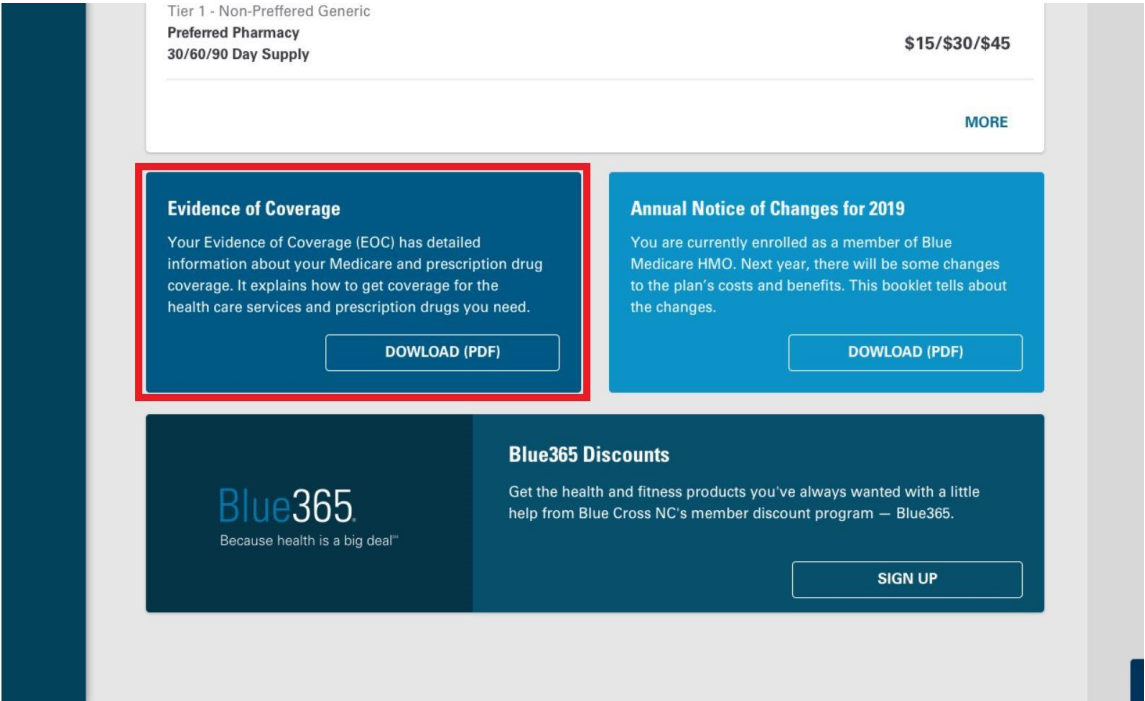 Tier 1 - Non-Preffered Generic
Preferred Pharmacy
30/60/90 Day Supply
$15/$30/$45
MORE
Evidence of Coverage
Your Evidence of Coverage (EOC) has detailed
information about your Medicare and prescription drug
coverage. It explains how to get coverage for the
health care services and prescription drugs you need.
DOWLOAD (PDF)
Annual Notice of Changes for 2019
You are currently enrolled as a member of Blue
Medicare HMO. Next year, there will be some changes
to the plan's costs and benefits. This booklet tells about
the changes.
DOWLOAD (PDF)
Blue365®
Because health is a big deal℠
Blue365 Discounts
Get the health and fitness products you've always wanted with a little
help from Blue Cross NC's member discount program — Blue365.
SIGN UP